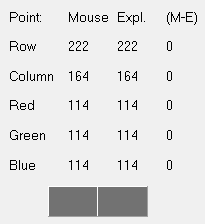 Point: Mouse Expl. (M-E)
Row 222 222 0
Column 164 164 0
Red 114 114 0
Green 114 114 0
Blue 114 114 0